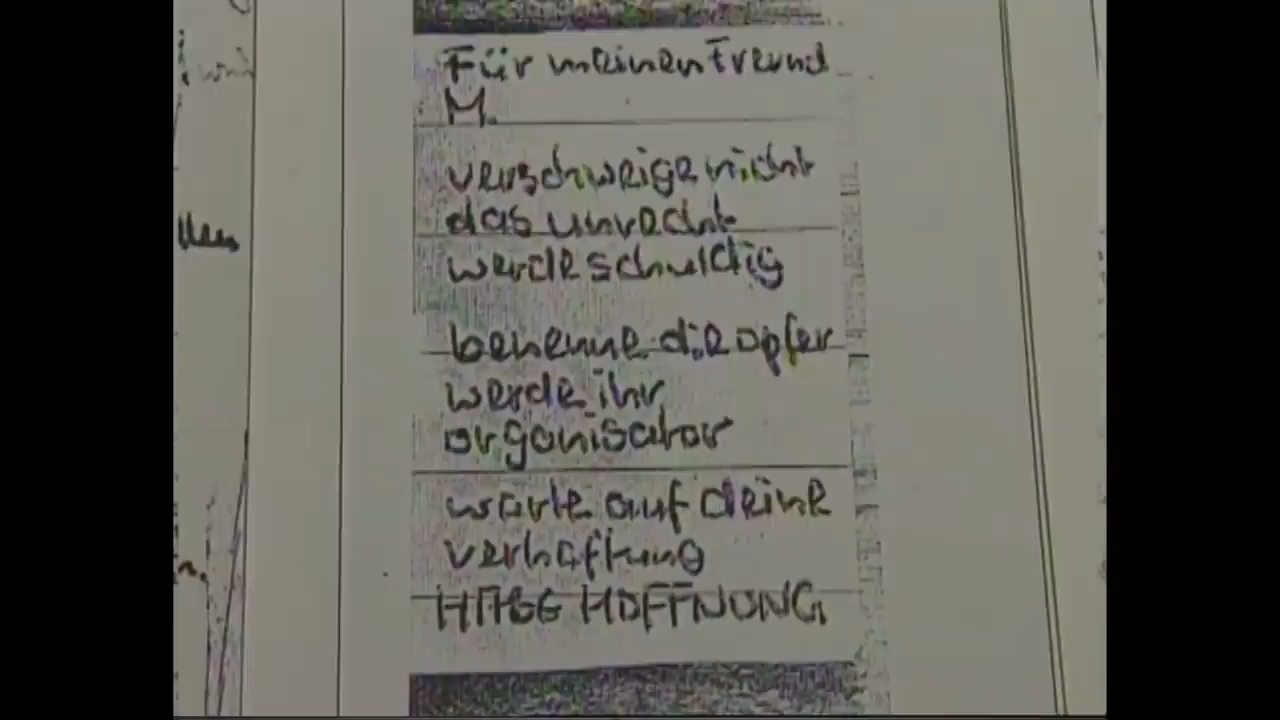 Für meinen Freund
M.
verschweige nicht
das unrecht
werde schuldig
benenne die opfer
werde ihr
organisator
warte auf deine
verhaftung
HABE HOFFNUNG